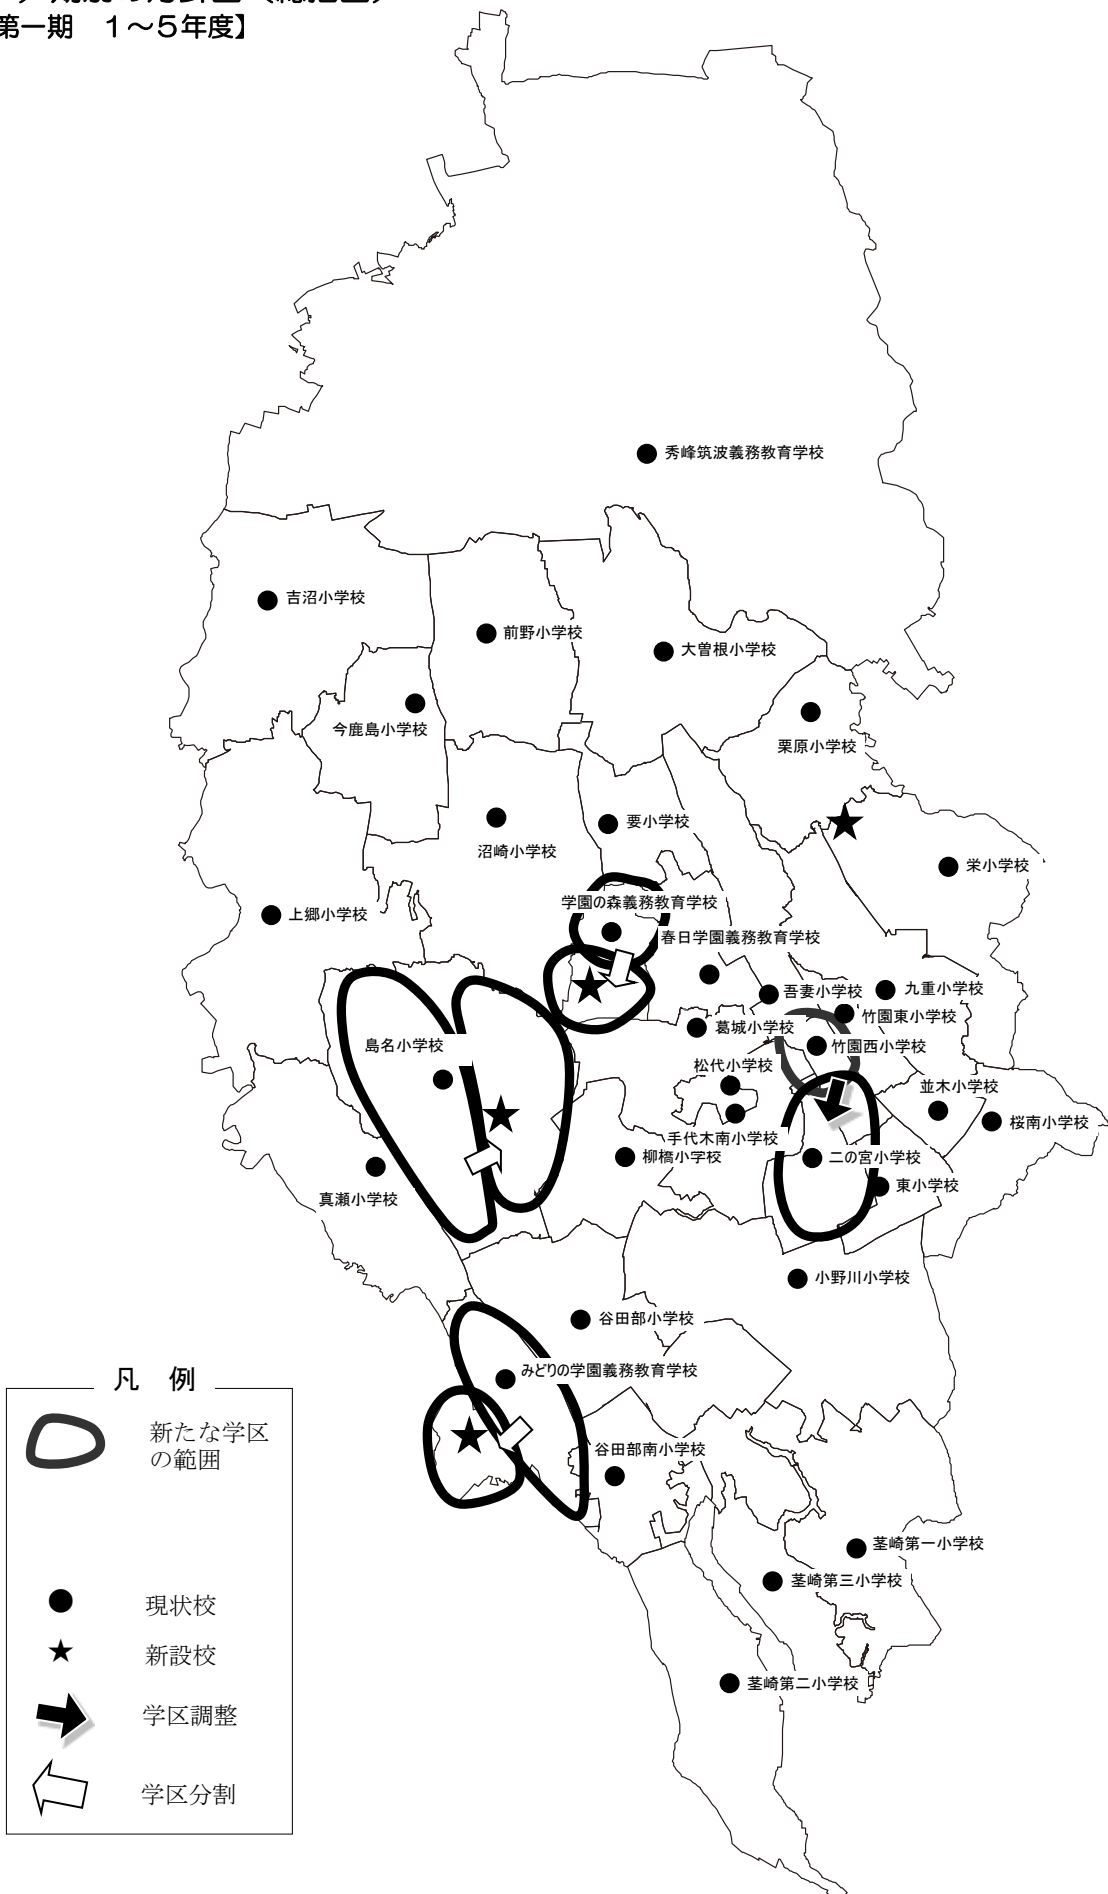 第一期 1～5年度】
秀峰筑波義務教育学校
吉沼小学校
前野小学校
大曽根小学校
今鹿島小学校
栗原小学校
要小学校
沼崎小学校
栄小学校
学園の森義務教育学校
上郷小学校
春日学園義務教育学校
吾妻小学校
九重小学校
竹園東小学校
葛城小学校
竹園西小学校
島名小学校
松代小学校
並木小学校
桜南小学校
手代木南小学校
柳橋小学校
二の宮小学校
東小学校
真瀬小学校
小野川小学校
谷田部小学校
みどりの学園義務教育学校
谷田部南小学校
茎崎第一小学校
茎崎第三小学校
茎崎第二小学校
凡 例
新たな学区
の範囲
現状校
新設校
学区調整
学区分割